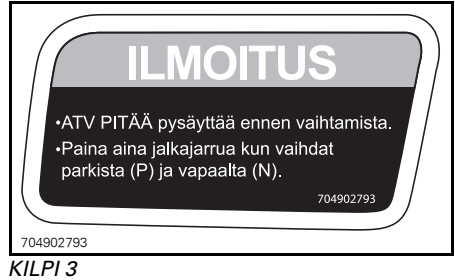 ILMOITUS
•ATV PITÄÄ pysäyttää ennen vaihtamista.
•Paina aina jalkajarrua kun vaihdat
parkista (P) ja vapaalta (N).
704902793
704902793
KILPI 3